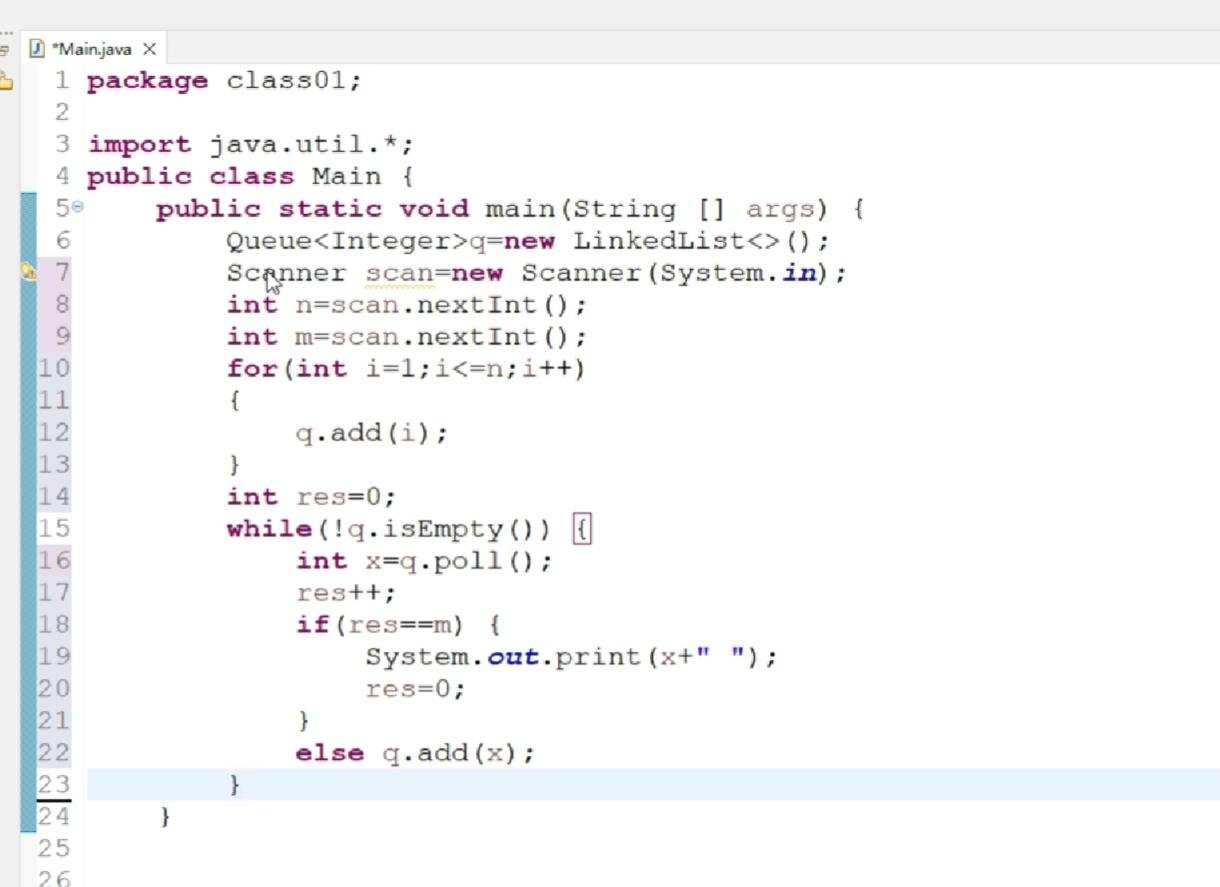 *Main.java
1 package class01;
2
3 import java.util.*;
4 public class Main {
5 public static void main(String [] args) {
6 Queue<Integer>q=new LinkedList<>();
7 Scanner scan=new Scanner(System.in);
8 int n=scan.nextInt();
9 int m=scan.nextInt();
10 for(int i=1;i<=n;i++)
11 {
12 q.add(i);
13 }
14 int res=0;
15 while(!q.isEmpty()) {
16 int x=q.poll();
17 res++;
18 if(res==m) {
19 System.out.print(x+" ");
20 res=0;
21 }
22 else q.add(x);
23 }
24 }
25
26